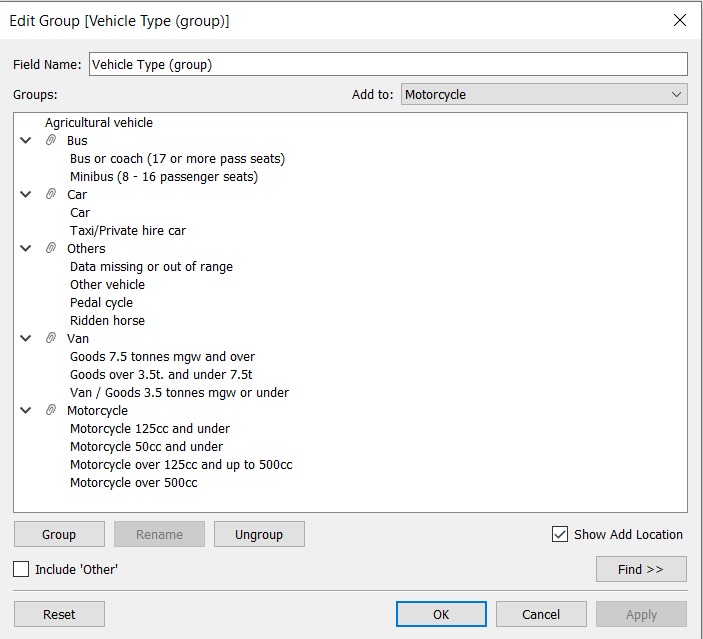 Edit Group [Vehicle Type (group)]
Field Name: Vehicle Type (group)
Groups: Add to: Motorcycle
Agricultural vehicle
Bus
Bus or coach (17 or more pass seats)
Minibus (8 - 16 passenger seats)
Car
Car
Taxi/Private hire car
Others
Data missing or out of range
Other vehicle
Pedal cycle
Ridden horse
Van
Goods 7.5 tonnes mgw and over
Goods over 3.5t. and under 7.5t
Van / Goods 3.5 tonnes mgw or under
Motorcycle
Motorcycle 125cc and under
Motorcycle 50cc and under
Motorcycle over 125cc and up to 500cc
Motorcycle over 500cc
Group Rename Ungroup Show Add Location
Include 'Other' Find >>
Reset OK Cancel Apply